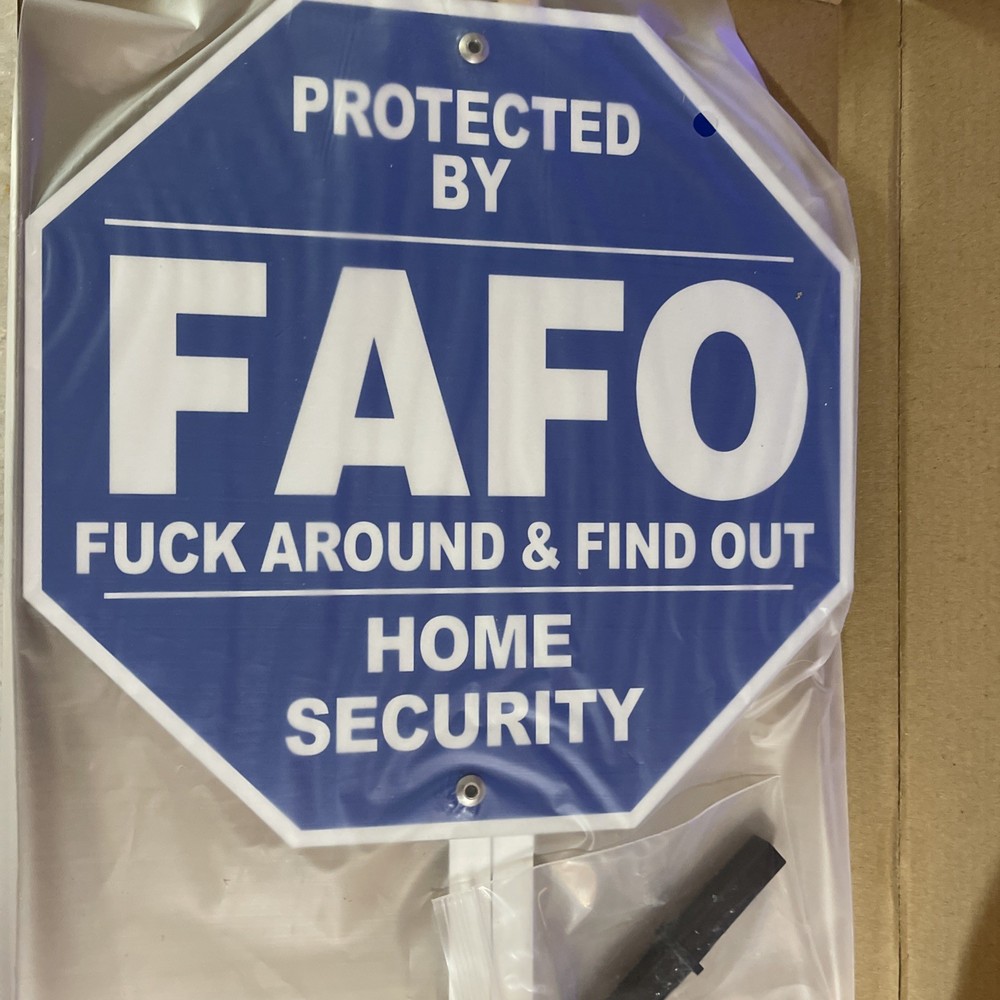 PROTECTED
BY
FAFO
FUCK AROUND & FIND OUT
HOME
SECURITY